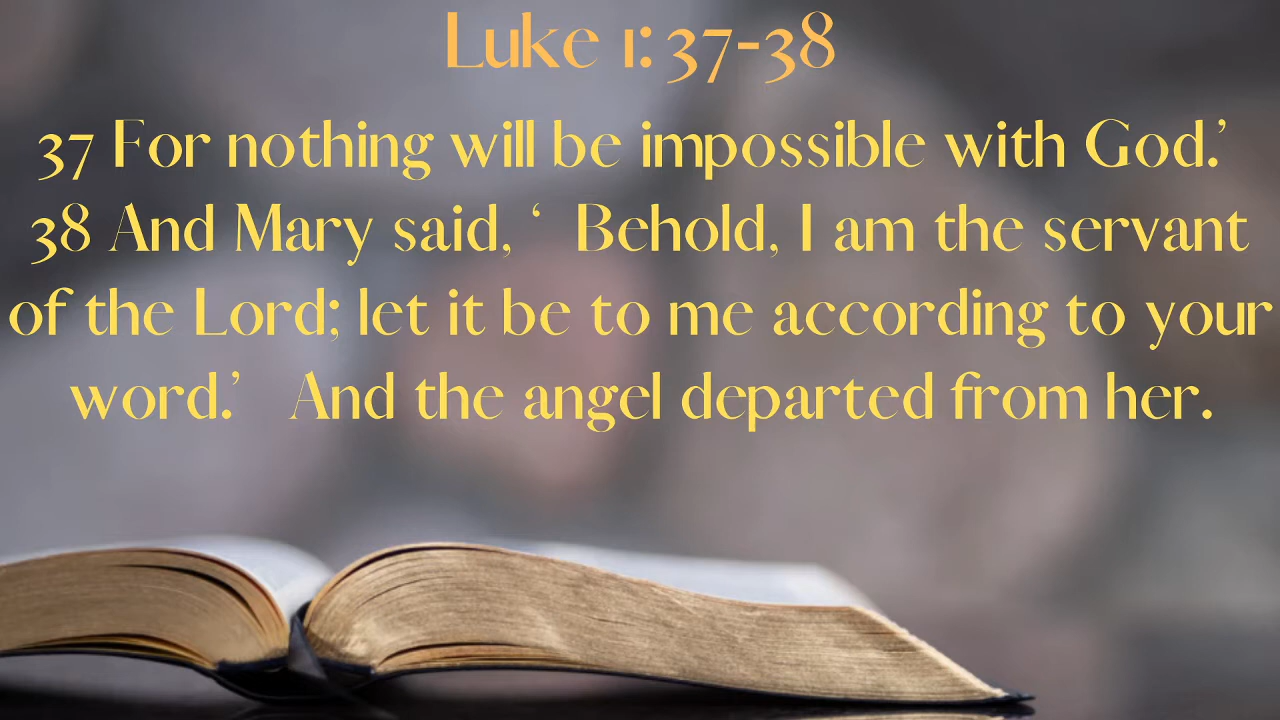 Luke 1: 37-38
37 For nothing will be impossible with God.’
38 And Mary said, ‘ Behold, I am the servant
of the Lord; let it be to me according to your
word.’ And the angel departed from her.